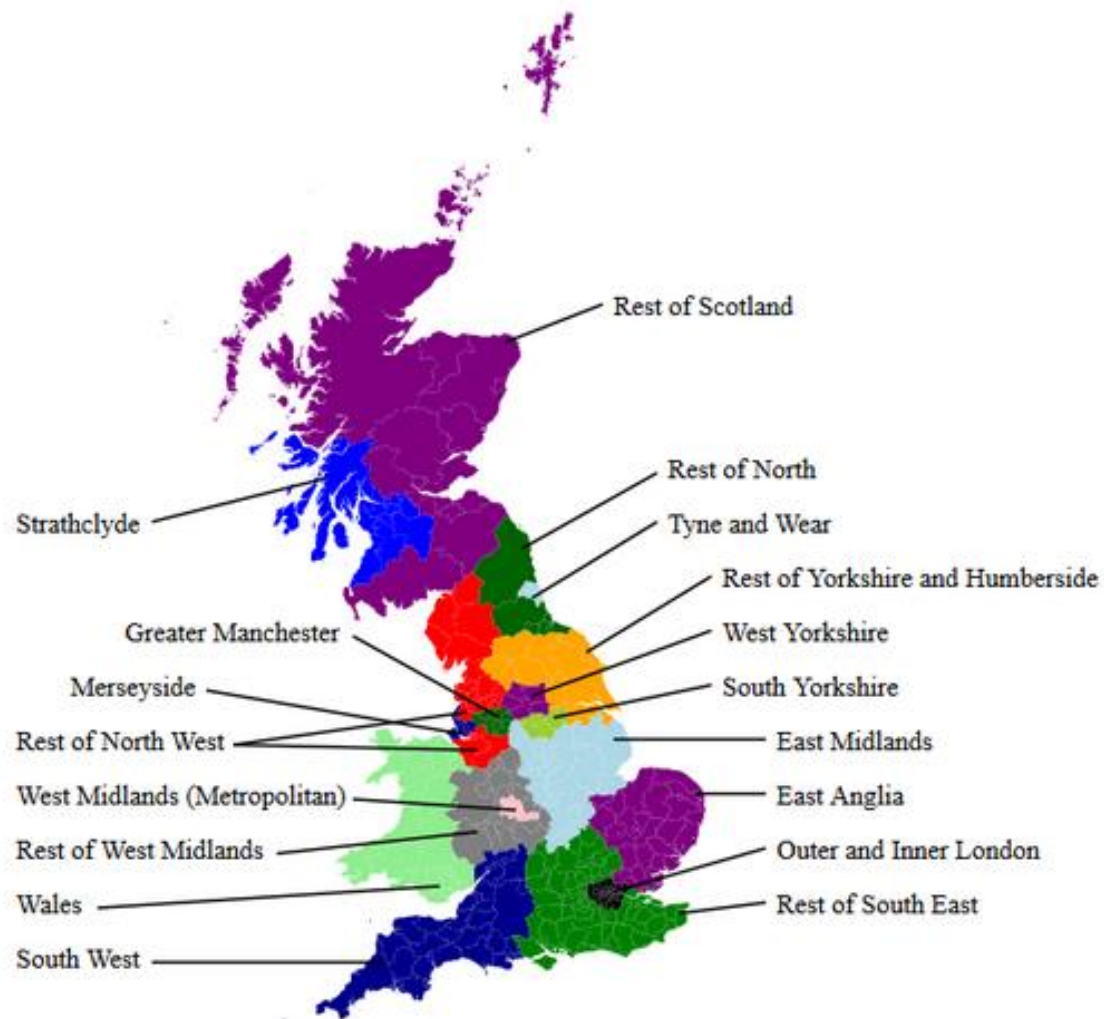 Rest of Scotland
Rest of North
Strathclyde
Tyne and Wear
Rest of Yorkshire and Humberside
Greater Manchester
West Yorkshire
Merseyside
South Yorkshire
Rest of North West
East Midlands
West Midlands (Metropolitan)
East Anglia
Rest of West Midlands
Outer and Inner London
Wales
Rest of South East
South West